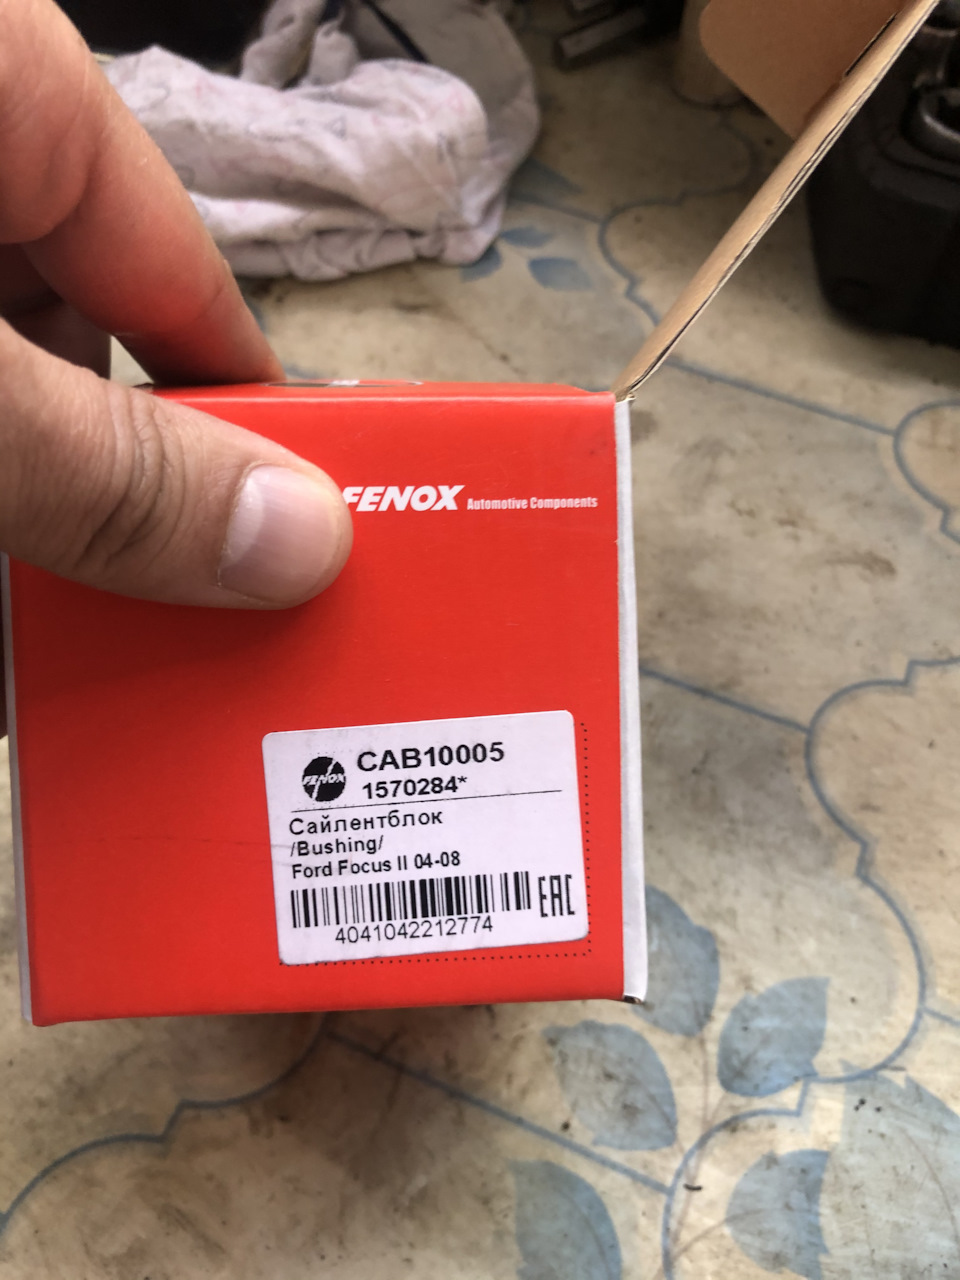 FENOX Automotive Components
FENOX
CAB10005
1570284*
Сайлентблок
/Bushing/
Ford Focus II 04-08
EAC
4041042212774